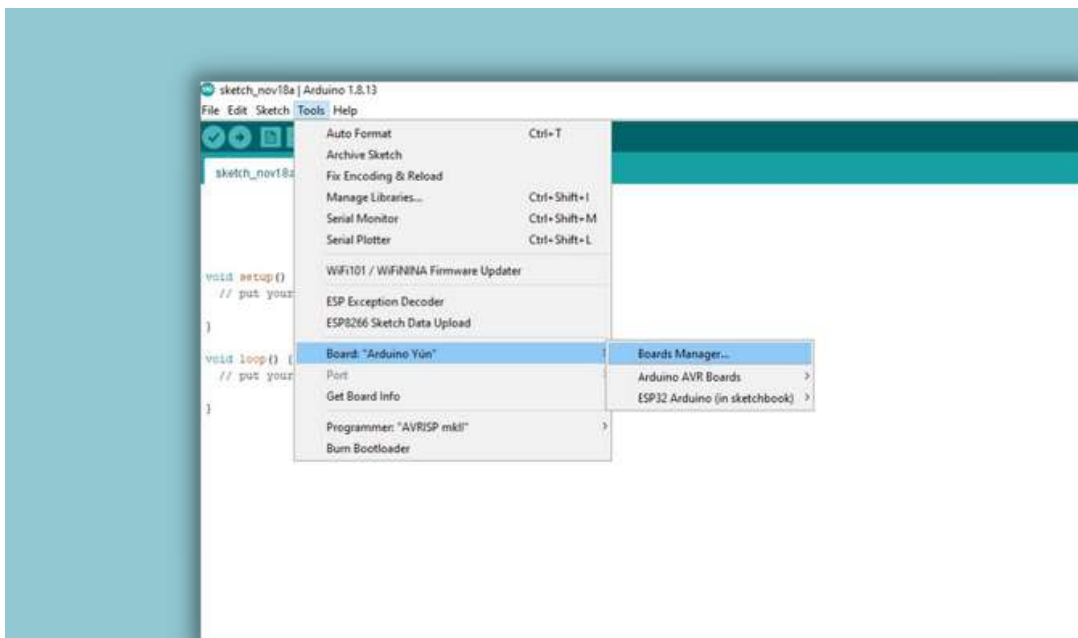 sketch_nov18a | Arduino 1.8.13
File Edit Sketch Tools Help
sketch_nov18a
Auto Format Ctrl+T
Archive Sketch
Fix Encoding & Reload
Manage Libraries... Ctrl+Shift+I
Serial Monitor Ctrl+Shift+M
Serial Plotter Ctrl+Shift+L
WiFi101 / WiFiNINA Firmware Updater
ESP Exception Decoder
ESP8266 Sketch Data Upload
Board: "Arduino Yún"
Port
Get Board Info
Programmer: "AVRISP mkII"
Burn Bootloader
Boards Manager...
Arduino AVR Boards
ESP32 Arduino (in sketchbook)
void setup()
// put your
}
void loop() {
// put your
}